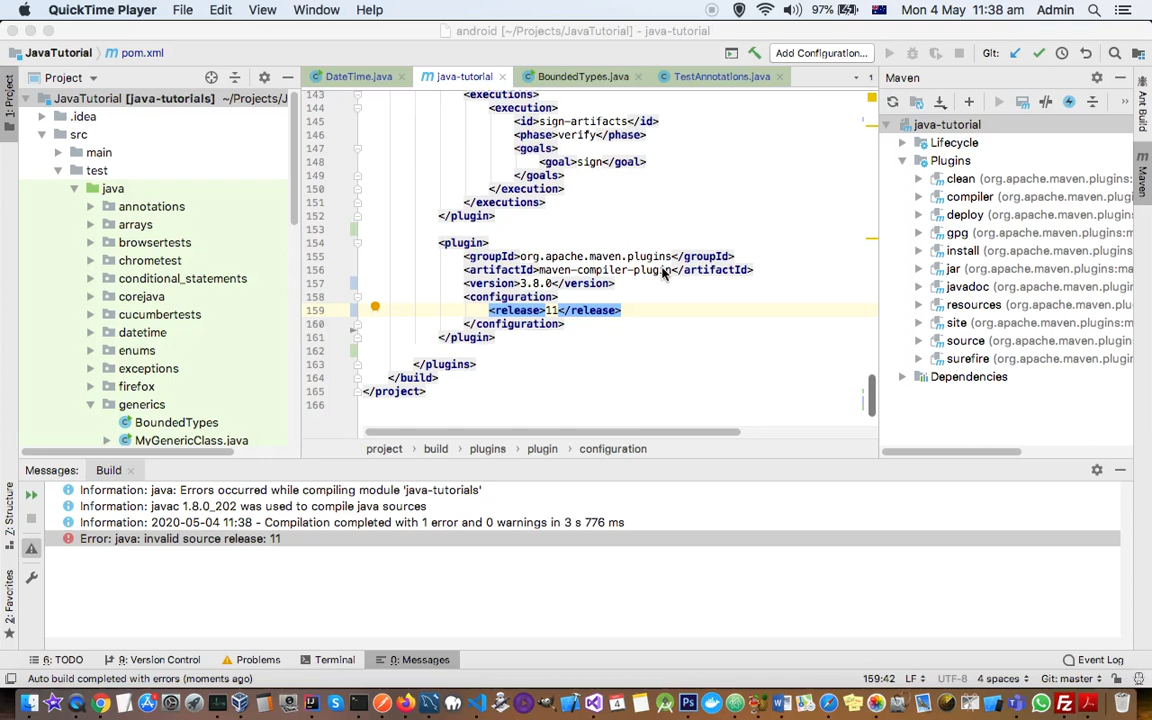 QuickTime Player File Edit View Window Help 97% Mon 4 May 11:38 am Admin
android [~/Projects/JavaTutorial] - java-tutorial
JavaTutorial pom.xml Add Configuration... Git:
Project DateTime.java java-tutorial BoundedTypes.java TestAnnotations.java 1 Maven
JavaTutorial [java-tutorials] ~/Projects/J
.idea
src
main
test
java
annotations
arrays
browsertests
chrometest
conditional_statements
corejava
cucumbertests
datetime
enums
exceptions
firefox
generics
BoundedTypes
MyGenericClass.java
143 <executions>
144 <execution>
145 <id>sign-artifacts</id>
146 <phase>verify</phase>
147 <goals>
148 <goal>sign</goal>
149 </goals>
150 </execution>
151 </executions>
152 </plugin>
153
154 <plugin>
155 <groupId>org.apache.maven.plugins</groupId>
156 <artifactId>maven-compiler-plugin</artifactId>
157 <version>3.8.0</version>
158 <configuration>
159 <release>11</release>
160 </configuration>
161 </plugin>
162
163 </plugins>
164 </build>
165 </project>
166
project build plugins plugin configuration
java-tutorial
Lifecycle
Plugins
clean (org.apache.maven.plugins:
compiler (org.apache.maven.plu
deploy (org.apache.maven.plugi
gpg (org.apache.maven.plugins:
install (org.apache.maven.plugi
jar (org.apache.maven.plugins:m
javadoc (org.apache.maven.plug
resources (org.apache.maven.pl
site (org.apache.maven.plugins:
source (org.apache.maven.plugi
surefire (org.apache.maven.plug
Dependencies
1: Project
Z: Structure
2: Favorites
Ant Build
Maven
Messages: Build
Information: java: Errors occurred while compiling module 'java-tutorials'
Information: javac 1.8.0_202 was used to compile java sources
Information: 2020-05-04 11:38 - Compilation completed with 1 error and 0 warnings in 3 s 776 ms
Error: java: invalid source release: 11
6: TODO 9: Version Control Problems Terminal 0: Messages Event Log
Auto build completed with errors (moments ago) 159:42 LF UTF-8 4 spaces Git: master